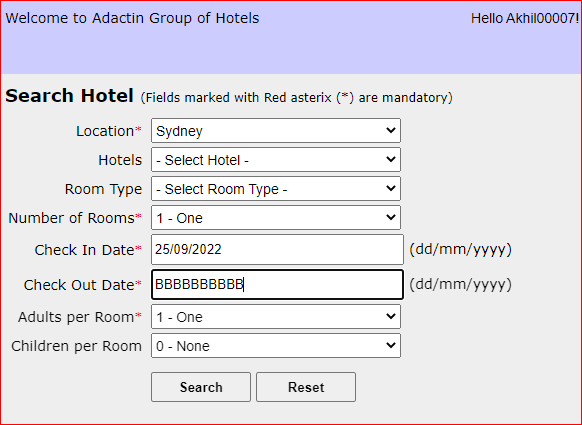 Welcome to Adactin Group of Hotels Hello Akhil00007!
Search Hotel (Fields marked with Red asterix (*) are mandatory)
Location* Sydney
Hotels - Select Hotel -
Room Type - Select Room Type -
Number of Rooms* 1 - One
Check In Date* 25/09/2022 (dd/mm/yyyy)
Check Out Date* BBBBBBBBBB (dd/mm/yyyy)
Adults per Room* 1 - One
Children per Room 0 - None
Search Reset